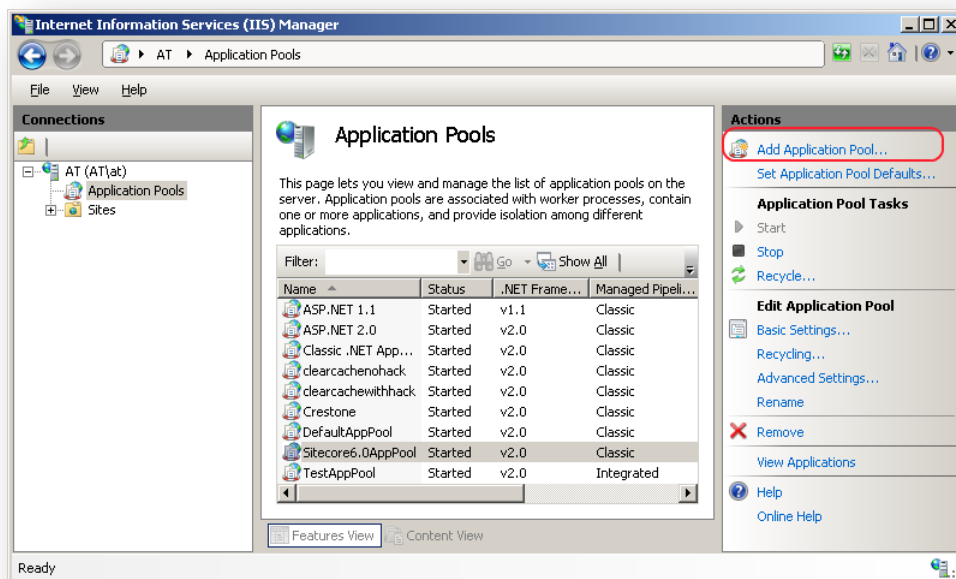 Internet Information Services (IIS) Manager
AT Application Pools
File View Help
Connections
AT (AT\at)
Application Pools
Sites
Application Pools
This page lets you view and manage the list of application pools on the
server. Application pools are associated with worker processes, contain
one or more applications, and provide isolation among different
applications.
Filter: Go Show All
Name Status .NET Frame... Managed Pipeli...
ASP.NET 1.1 Started v1.1 Classic
ASP.NET 2.0 Started v2.0 Classic
Classic .NET App... Started v2.0 Classic
clearcachenohack Started v2.0 Classic
clearcachewithhack Started v2.0 Classic
Crestone Started v2.0 Classic
DefaultAppPool Started v2.0 Classic
Sitecore6.0AppPool Started v2.0 Classic
TestAppPool Started v2.0 Integrated
Features View Content View
Actions
Add Application Pool...
Set Application Pool Defaults...
Application Pool Tasks
Start
Stop
Recycle...
Edit Application Pool
Basic Settings...
Recycling...
Advanced Settings...
Rename
Remove
View Applications
Help
Online Help
Ready